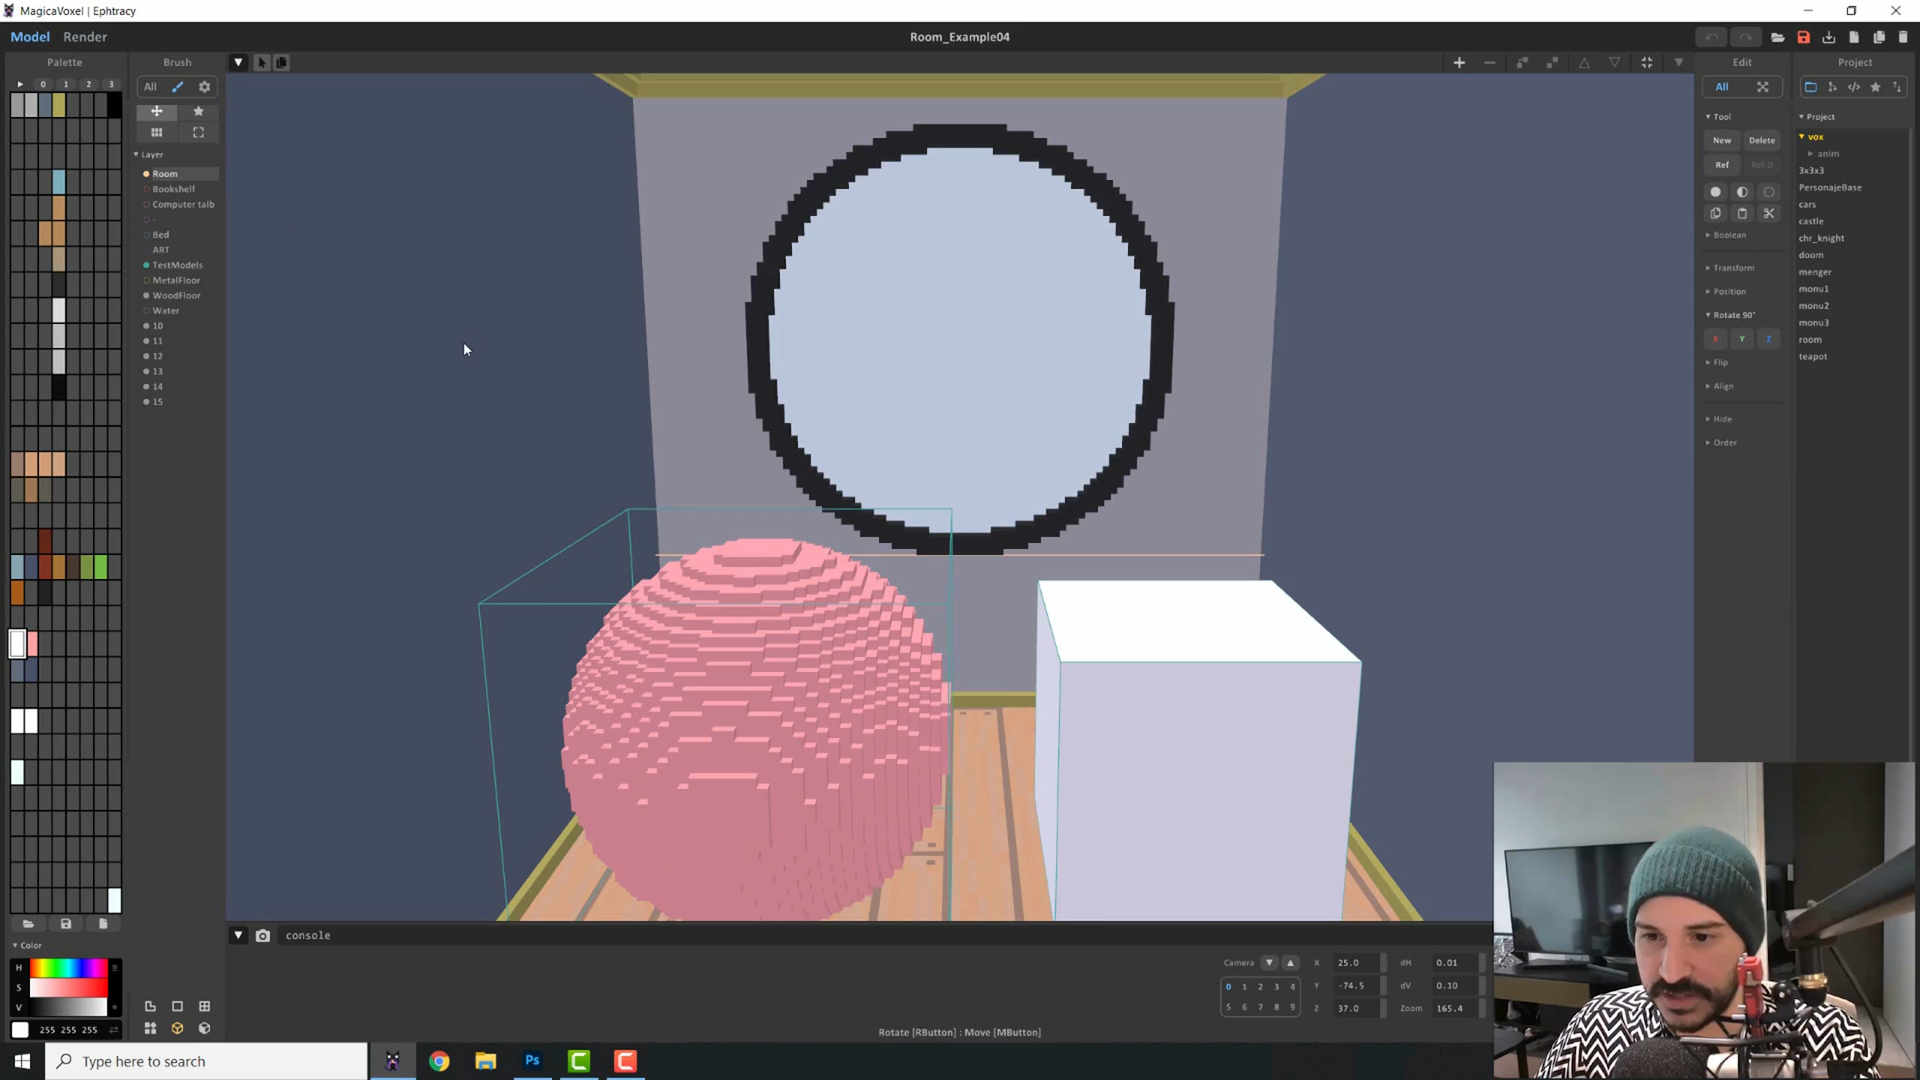 MagicaVoxel | Ephtracy
Model Render
Room_Example04
Palette
Brush
Edit
Project
0 1 2 3
All
All
Layer
Room
Bookshelf
Computer talb
-
Bed
ART
TestModels
MetalFloor
WoodFloor
Water
10
11
12
13
14
15
Tool
New Delete
Ref Ref-D
Boolean
Transform
Position
Rotate 90°
X Y Z
Flip
Align
Hide
Order
Project
vox
anim
3x3x3
PersonajeBase
cars
castle
chr_knight
doom
menger
monu1
monu2
monu3
room
teapot
Color
H
S
V
255 255 255
console
Camera
0 1 2 3 4
5 6 7 8 9
X 25.0 dH 0.01
Y -74.5 dV 0.10
Z 37.0 Zoom 165.4
Rotate [RButton] : Move [MButton]
Type here to search
Ps